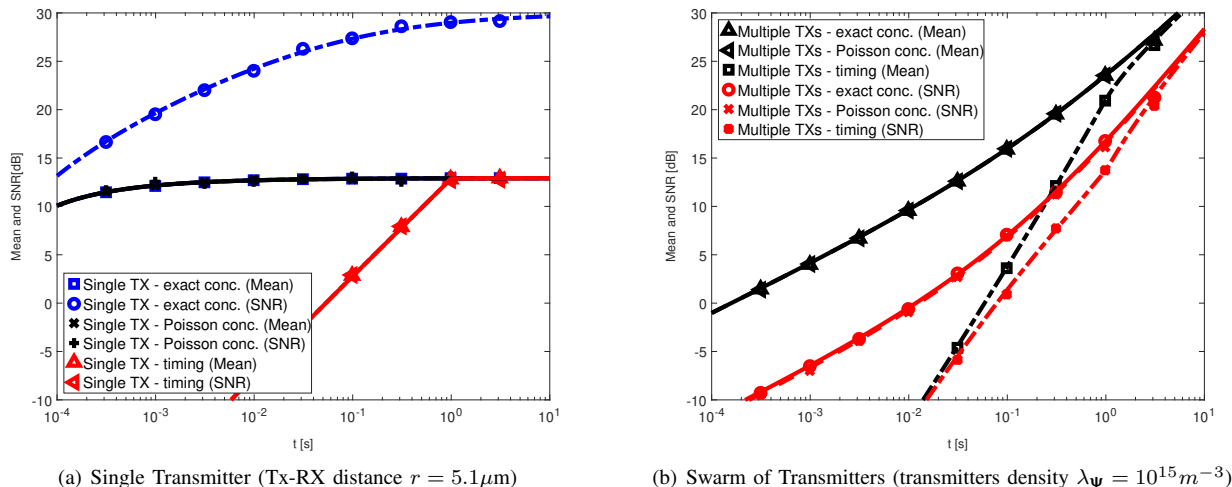 30
25
20
15
10
5
0
-5
-10
Mean and SNR[dB]
Single TX - exact conc. (Mean)
Single TX - exact conc. (SNR)
Single TX - Poisson conc. (Mean)
Single TX - Poisson conc. (SNR)
Single TX - timing (Mean)
Single TX - timing (SNR)
10^-4 10^-3 10^-2 10^-1 10^0 10^1
t [s]
(a) Single Transmitter (Tx-RX distance r = 5.1μm)
30
25
20
15
10
5
0
-5
-10
Mean and SNR [dB]
Multiple TXs - exact conc. (Mean)
Multiple TXs - Poisson conc. (Mean)
Multiple TXs - timing (Mean)
Multiple TXs - exact conc. (SNR)
Multiple TXs - Poisson conc. (SNR)
Multiple TXs - timing (SNR)
10^-4 10^-3 10^-2 10^-1 10^0 10^1
t [s]
(b) Swarm of Transmitters (transmitters density λ_Ψ = 10^15 m^-3)